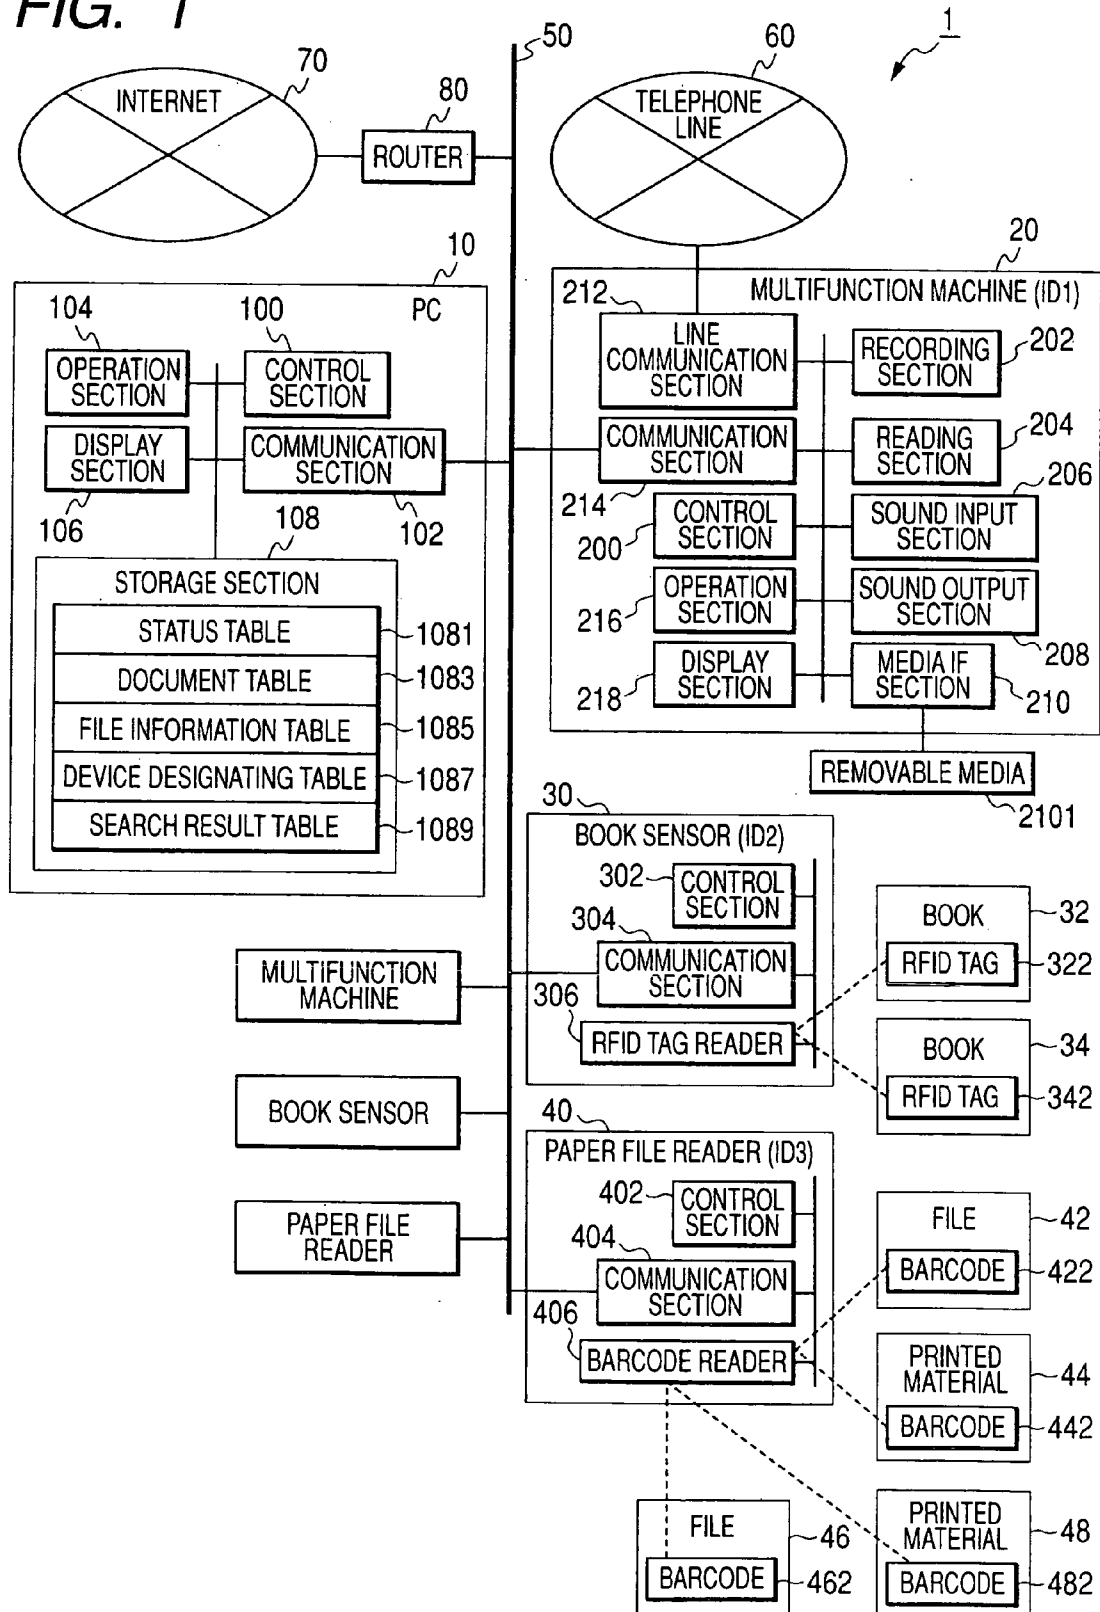 FIG. 1
1
50
60
70
80
INTERNET
ROUTER
TELEPHONE
LINE
10
20
PC
MULTIFUNCTION MACHINE (ID1)
104
100
212
OPERATION
SECTION
CONTROL
SECTION
LINE
COMMUNICATION
SECTION
RECORDING
SECTION
202
DISPLAY
SECTION
COMMUNICATION
SECTION
COMMUNICATION
SECTION
READING
SECTION
204
106
108
102
214
206
200
CONTROL
SECTION
SOUND INPUT
SECTION
STORAGE SECTION
STATUS TABLE
1081
216
OPERATION
SECTION
SOUND OUTPUT
SECTION
208
DOCUMENT TABLE
1083
218
DISPLAY
SECTION
MEDIA IF
SECTION
210
FILE INFORMATION TABLE
1085
DEVICE DESIGNATING TABLE
1087
REMOVABLE MEDIA
2101
SEARCH RESULT TABLE
1089
30
BOOK SENSOR (ID2)
302
CONTROL
SECTION
304
COMMUNICATION
SECTION
306
RFID TAG READER
BOOK
32
RFID TAG
322
BOOK
34
RFID TAG
342
MULTIFUNCTION
MACHINE
BOOK SENSOR
PAPER FILE
READER
40
PAPER FILE READER (ID3)
402
CONTROL
SECTION
404
COMMUNICATION
SECTION
406
BARCODE READER
FILE
42
BARCODE
422
PRINTED
MATERIAL
44
BARCODE
442
FILE
46
BARCODE
462
PRINTED
MATERIAL
48
BARCODE
482